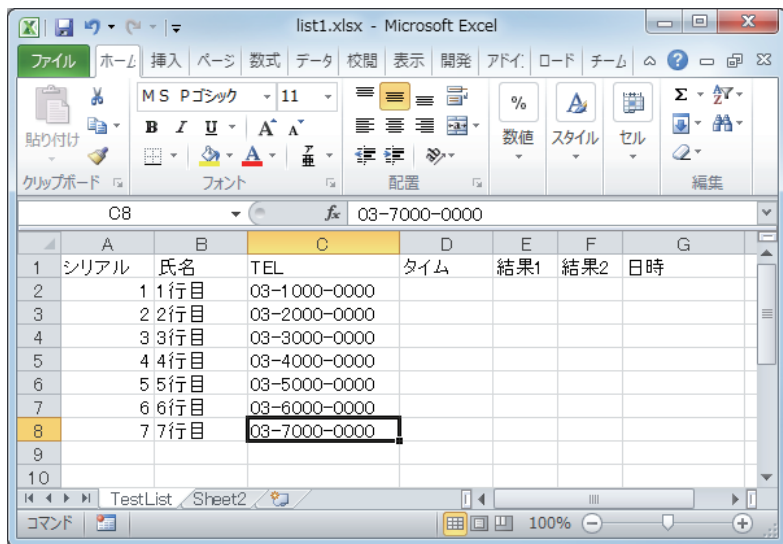 list1.xlsx - Microsoft Excel
ファイル ホーム 挿入 ページ 数式 データ 校閲 表示 開発 アドイ ロード チーム
貼り付け
クリップボード
MS Pゴシック 11
B I U A A
A ア亜
フォント
配置
%
数値
A
スタイル
セル
Σ
編集
C8 fx 03-7000-0000
A B C D E F G
1 シリアル 氏名 TEL タイム 結果1 結果2 日時
2 1 1行目 03-1000-0000
3 2 2行目 03-2000-0000
4 3 3行目 03-3000-0000
5 4 4行目 03-4000-0000
6 5 5行目 03-5000-0000
7 6 6行目 03-6000-0000
8 7 7行目 03-7000-0000
9
10
TestList Sheet2
コマンド 100%